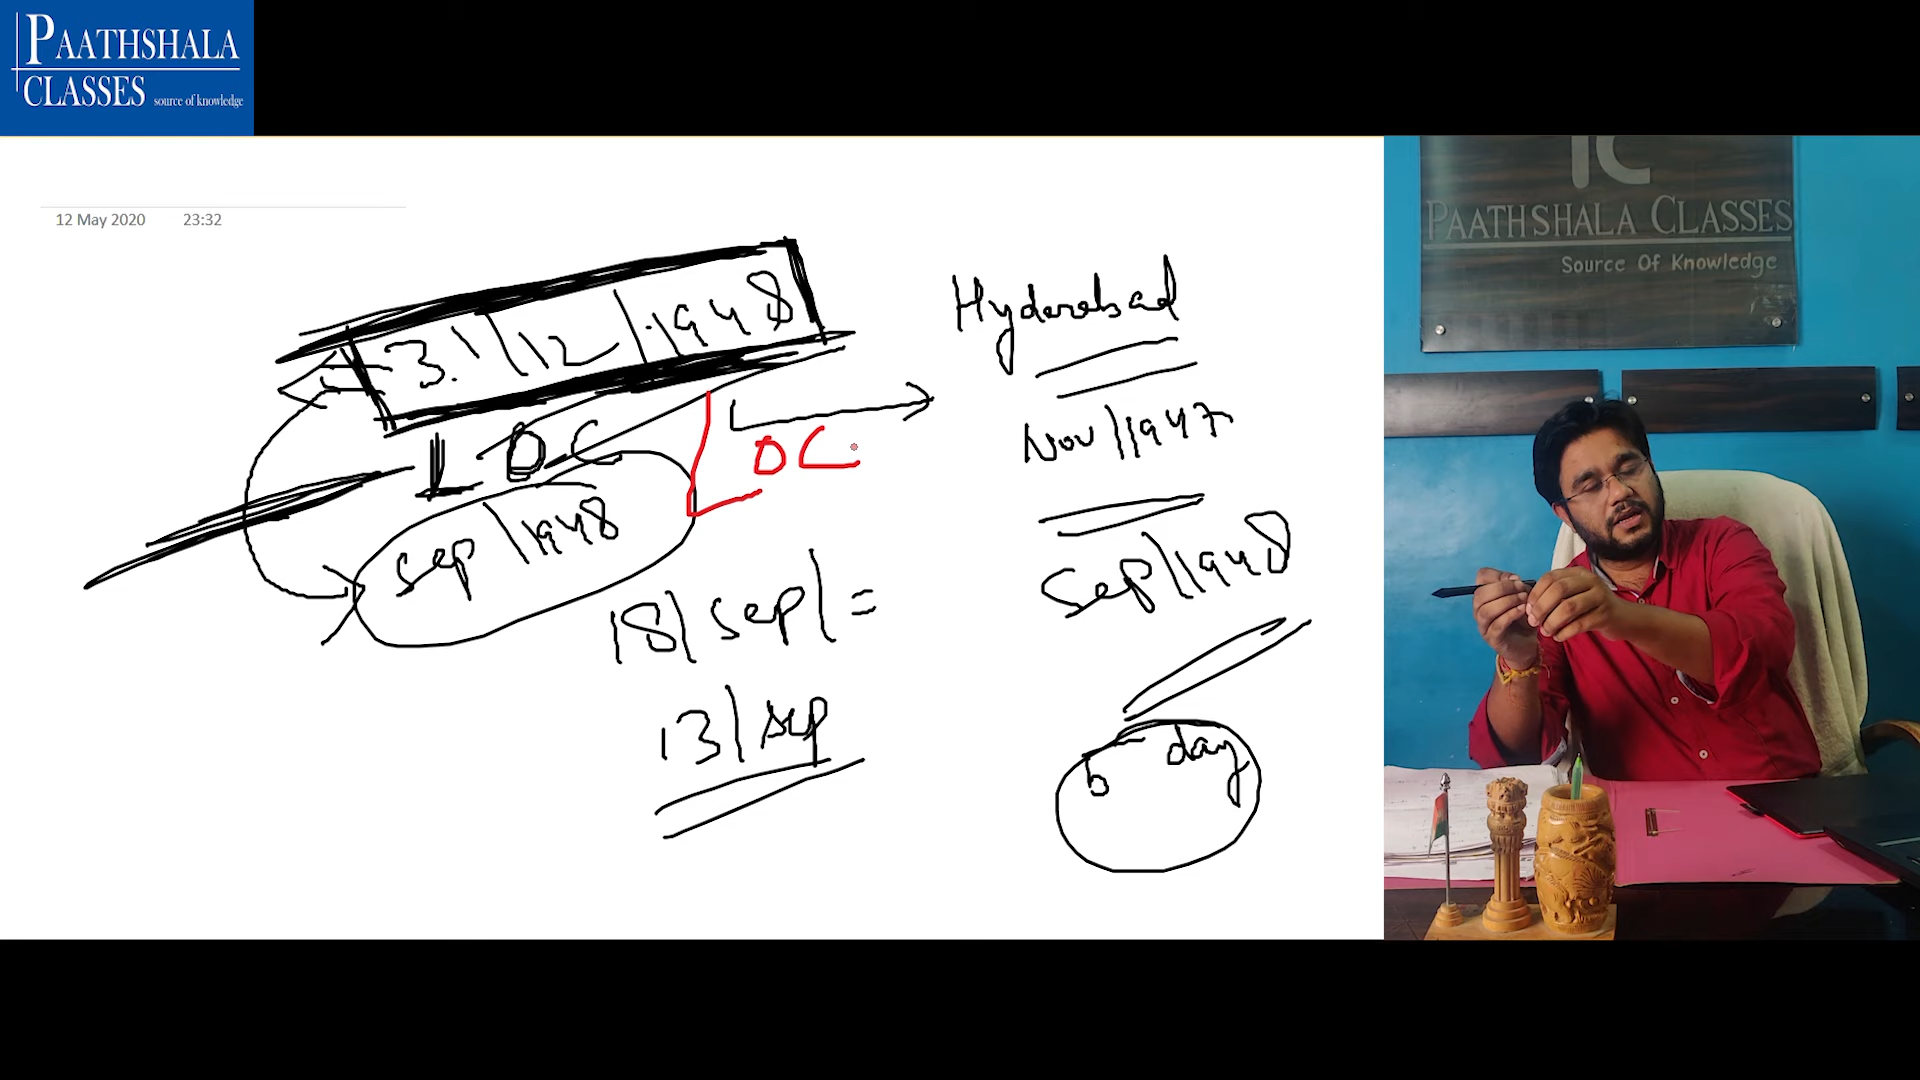 PAATHSHALA
CLASSES source of knowledge
12 May 2020 23:32
31/12/1948
LOC
LOC
Sep/1948
18/sep/=
13/sep
Hyderabad
Nov/1947
Sep/1948
5 day
PAATHSHALA CLASSES
Source Of Knowledge